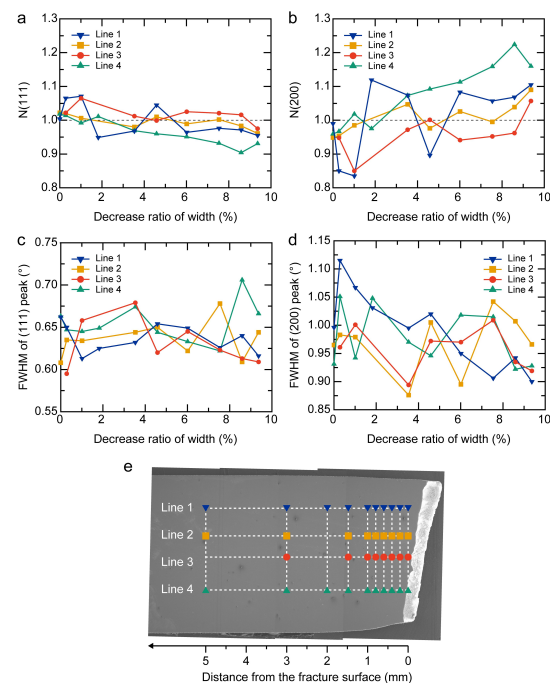 a
1.3
1.2
1.1
1.0
0.9
0.8
N(111)
Line 1
Line 2
Line 3
Line 4
0 2 4 6 8 10
Decrease ratio of width (%)
b
1.3
1.2
1.1
1.0
0.9
0.8
N(200)
Line 1
Line 2
Line 3
Line 4
0 2 4 6 8 10
Decrease ratio of width (%)
c
0.75
0.70
0.65
0.60
0.55
FWHM of (111) peak (°)
Line 1
Line 2
Line 3
Line 4
0 2 4 6 8 10
Decrease ratio of width (%)
d
1.15
1.10
1.05
1.00
0.95
0.90
0.85
FWHM of (200) peak (°)
Line 1
Line 2
Line 3
Line 4
0 2 4 6 8 10
Decrease ratio of width (%)
e
Line 1
Line 2
Line 3
Line 4
5 4 3 2 1 0
Distance from the fracture surface (mm)